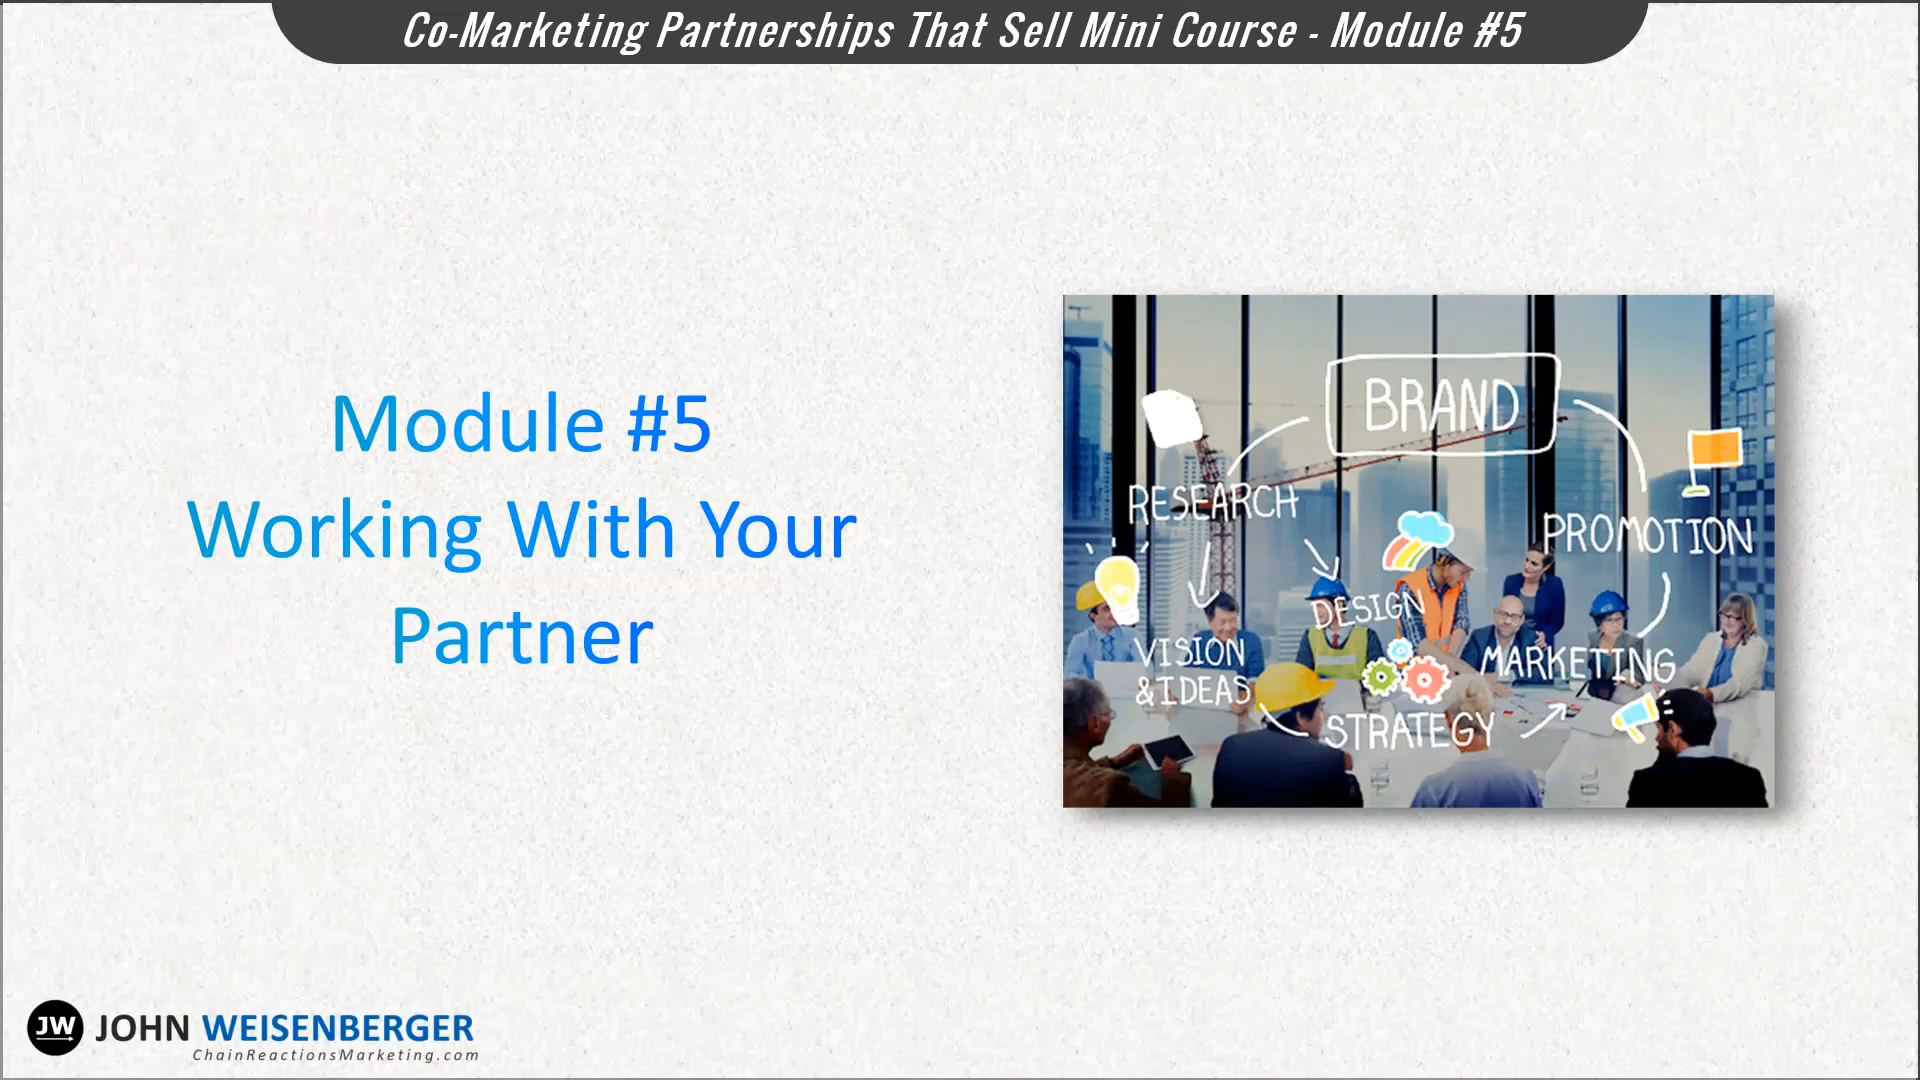 Co-Marketing Partnerships That Sell Mini Course - Module #5
Module #5
Working With Your
Partner
BRAND
RESEARCH
PROMOTION
DESIGN
VISION
&IDEAS
MARKETING
STRATEGY
JW JOHN WEISENBERGER
ChainReactionsMarketing.com